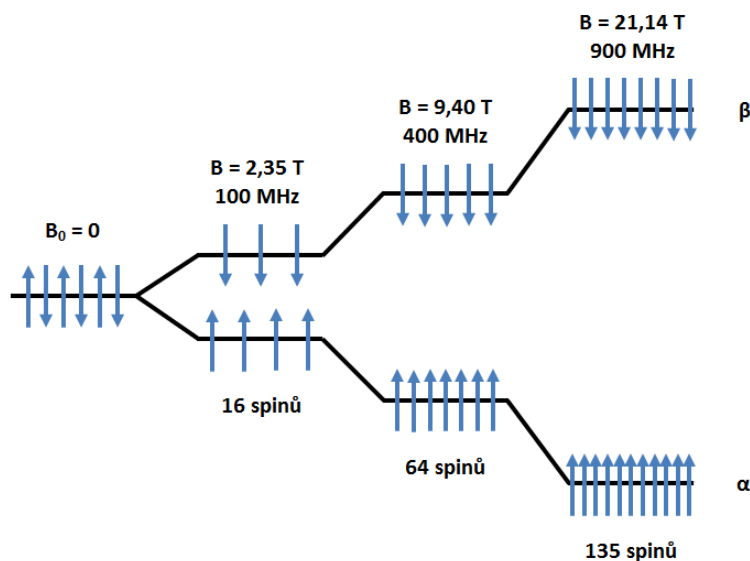 B = 21,14 T
900 MHz
β
B = 9,40 T
400 MHz
B = 2,35 T
100 MHz
B₀ = 0
16 spinů
64 spinů
α
135 spinů